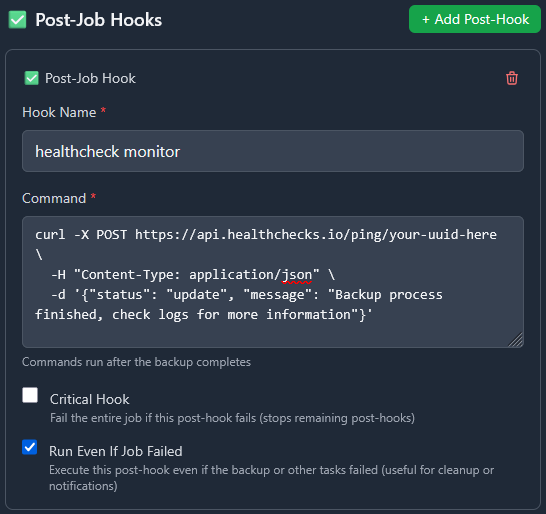 Post-Job Hooks
+ Add Post-Hook
Post-Job Hook
Hook Name *
healthcheck monitor
Command *
curl -X POST https://api.healthchecks.io/ping/your-uuid-here
\
-H "Content-Type: application/json" \
-d '{"status": "update", "message": "Backup process
finished, check logs for more information"}'
Commands run after the backup completes
Critical Hook
Fail the entire job if this post-hook fails (stops remaining post-hooks)
Run Even If Job Failed
Execute this post-hook even if the backup or other tasks failed (useful for cleanup or
notifications)